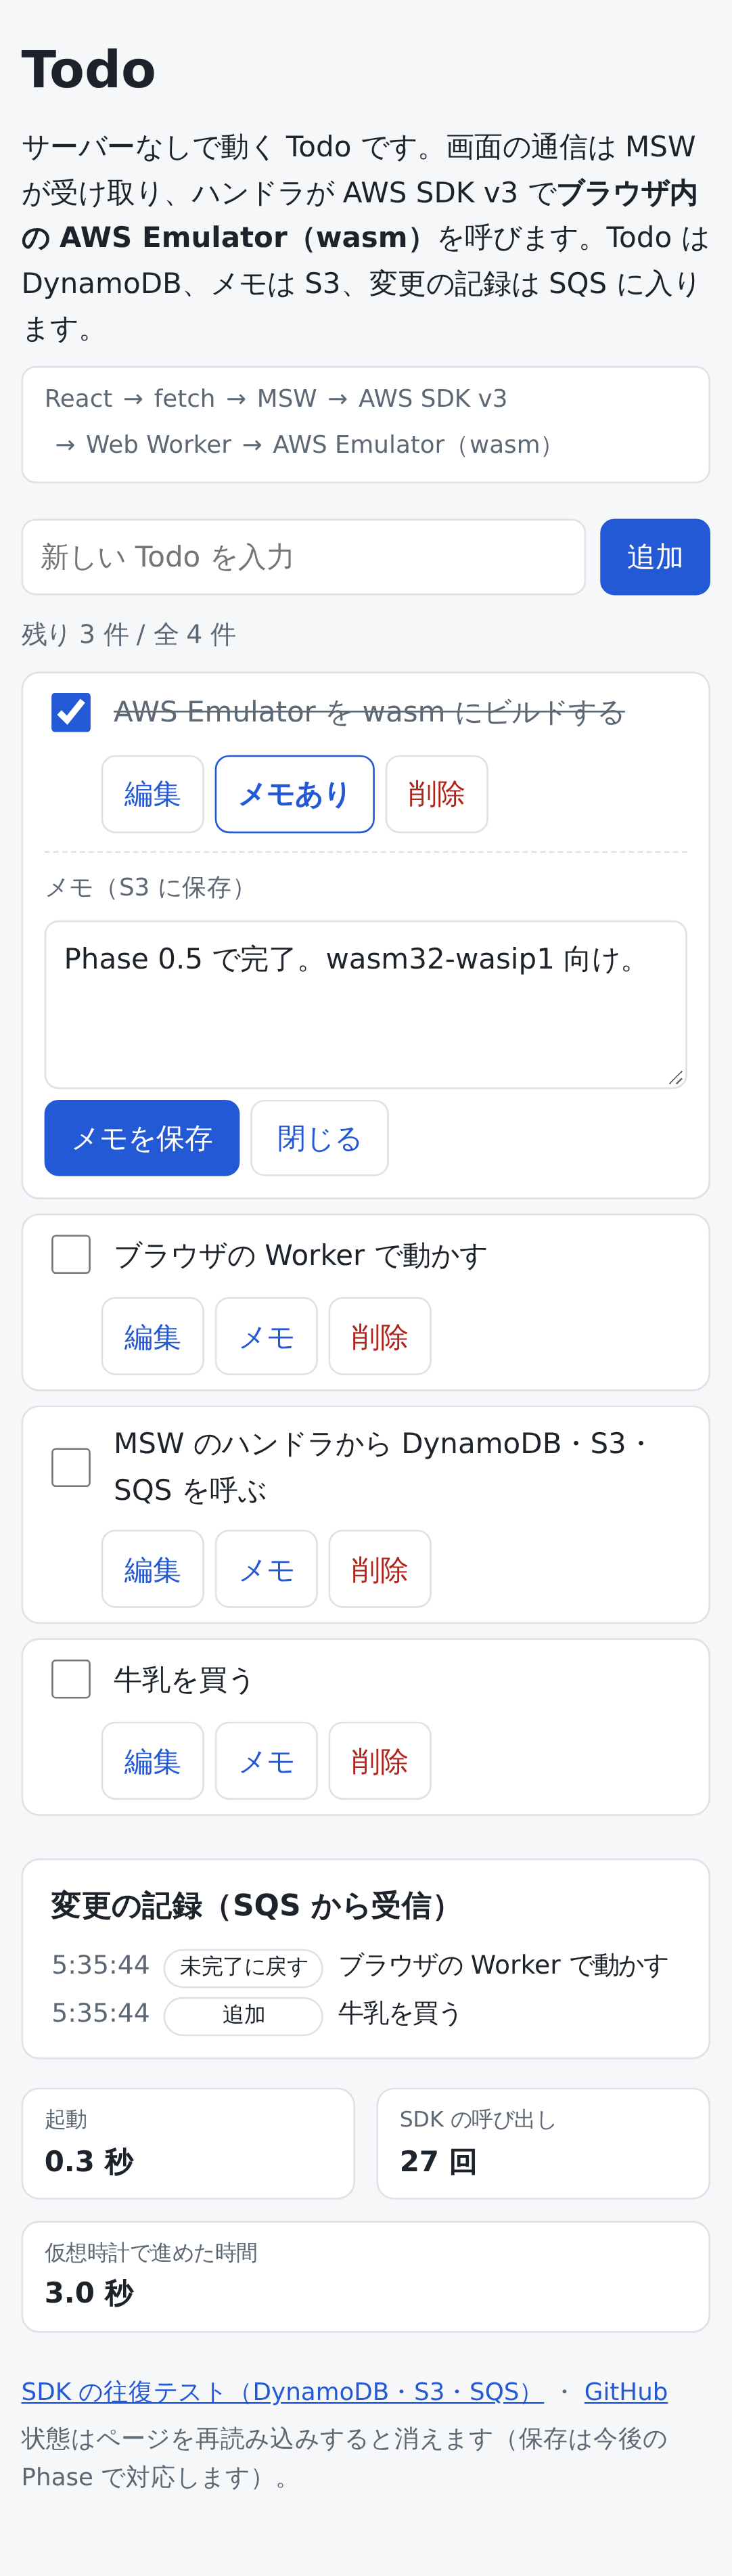 Todo
サーバーなしで動く Todo です。画面の通信は MSW
が受け取り、ハンドラが AWS SDK v3 でブラウザ内
の AWS Emulator（wasm）を呼びます。Todo は
DynamoDB、メモは S3、変更の記録は SQS に入り
ます。
React → fetch → MSW → AWS SDK v3
→ Web Worker → AWS Emulator（wasm）
新しい Todo を入力
追加
残り 3 件 / 全 4 件
AWS Emulator を wasm にビルドする
編集 メモあり 削除
メモ（S3 に保存）
Phase 0.5 で完了。wasm32-wasip1 向け。
メモを保存 閉じる
ブラウザの Worker で動かす
編集 メモ 削除
MSW のハンドラから DynamoDB・S3・
SQS を呼ぶ
編集 メモ 削除
牛乳を買う
編集 メモ 削除
変更の記録（SQS から受信）
5:35:44 未完了に戻す ブラウザの Worker で動かす
5:35:44 追加 牛乳を買う
起動
0.3 秒
SDK の呼び出し
27 回
仮想時計で進めた時間
3.0 秒
SDK の往復テスト（DynamoDB・S3・SQS） ・ GitHub
状態はページを再読み込みすると消えます（保存は今後の
Phase で対応します）。